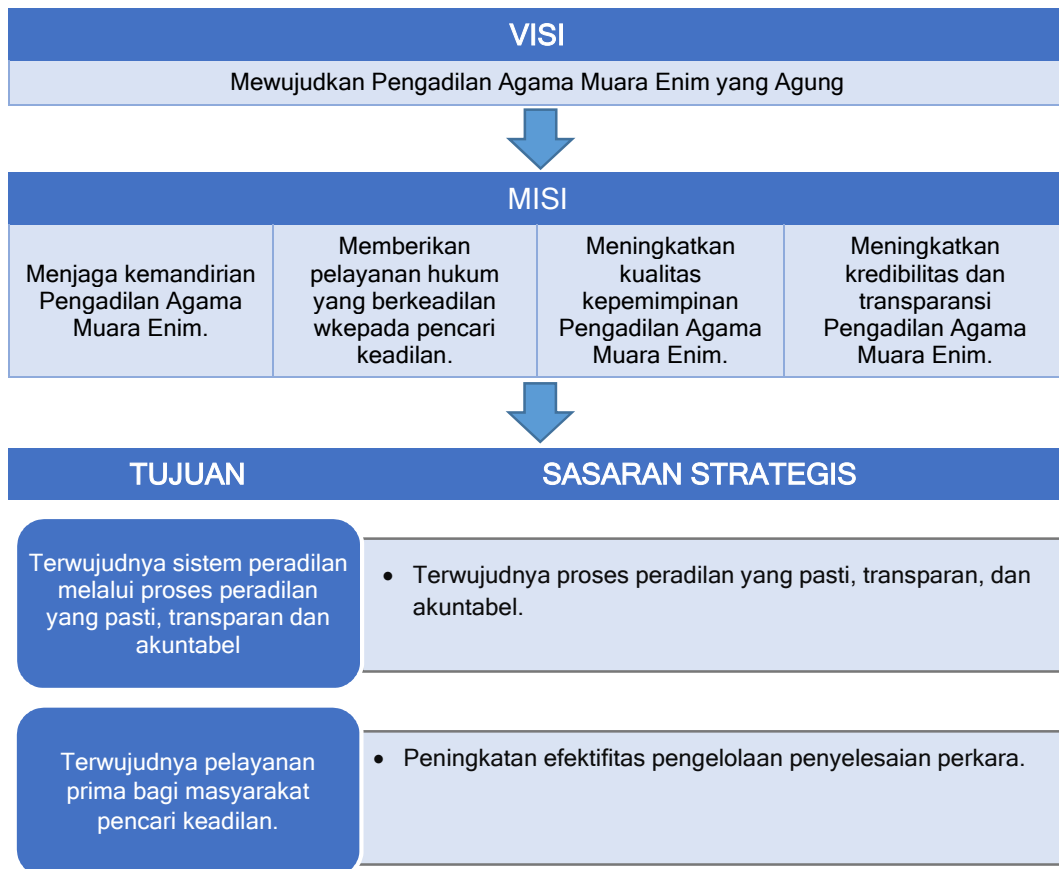 VISI
Mewujudkan Pengadilan Agama Muara Enim yang Agung
MISI
Menjaga kemandirian
Pengadilan Agama
Muara Enim.
Memberikan
pelayanan hukum
yang berkeadilan
wkepada pencari
keadilan.
Meningkatkan
kualitas
kepemimpinan
Pengadilan Agama
Muara Enim.
Meningkatkan
kredibilitas dan
transparansi
Pengadilan Agama
Muara Enim.
TUJUAN
SASARAN STRATEGIS
Terwujudnya sistem peradilan
melalui proses peradilan
yang pasti, transparan dan
akuntabel
• Terwujudnya proses peradilan yang pasti, transparan, dan
akuntabel.
Terwujudnya pelayanan
prima bagi masyarakat
pencari keadilan.
• Peningkatan efektifitas pengelolaan penyelesaian perkara.